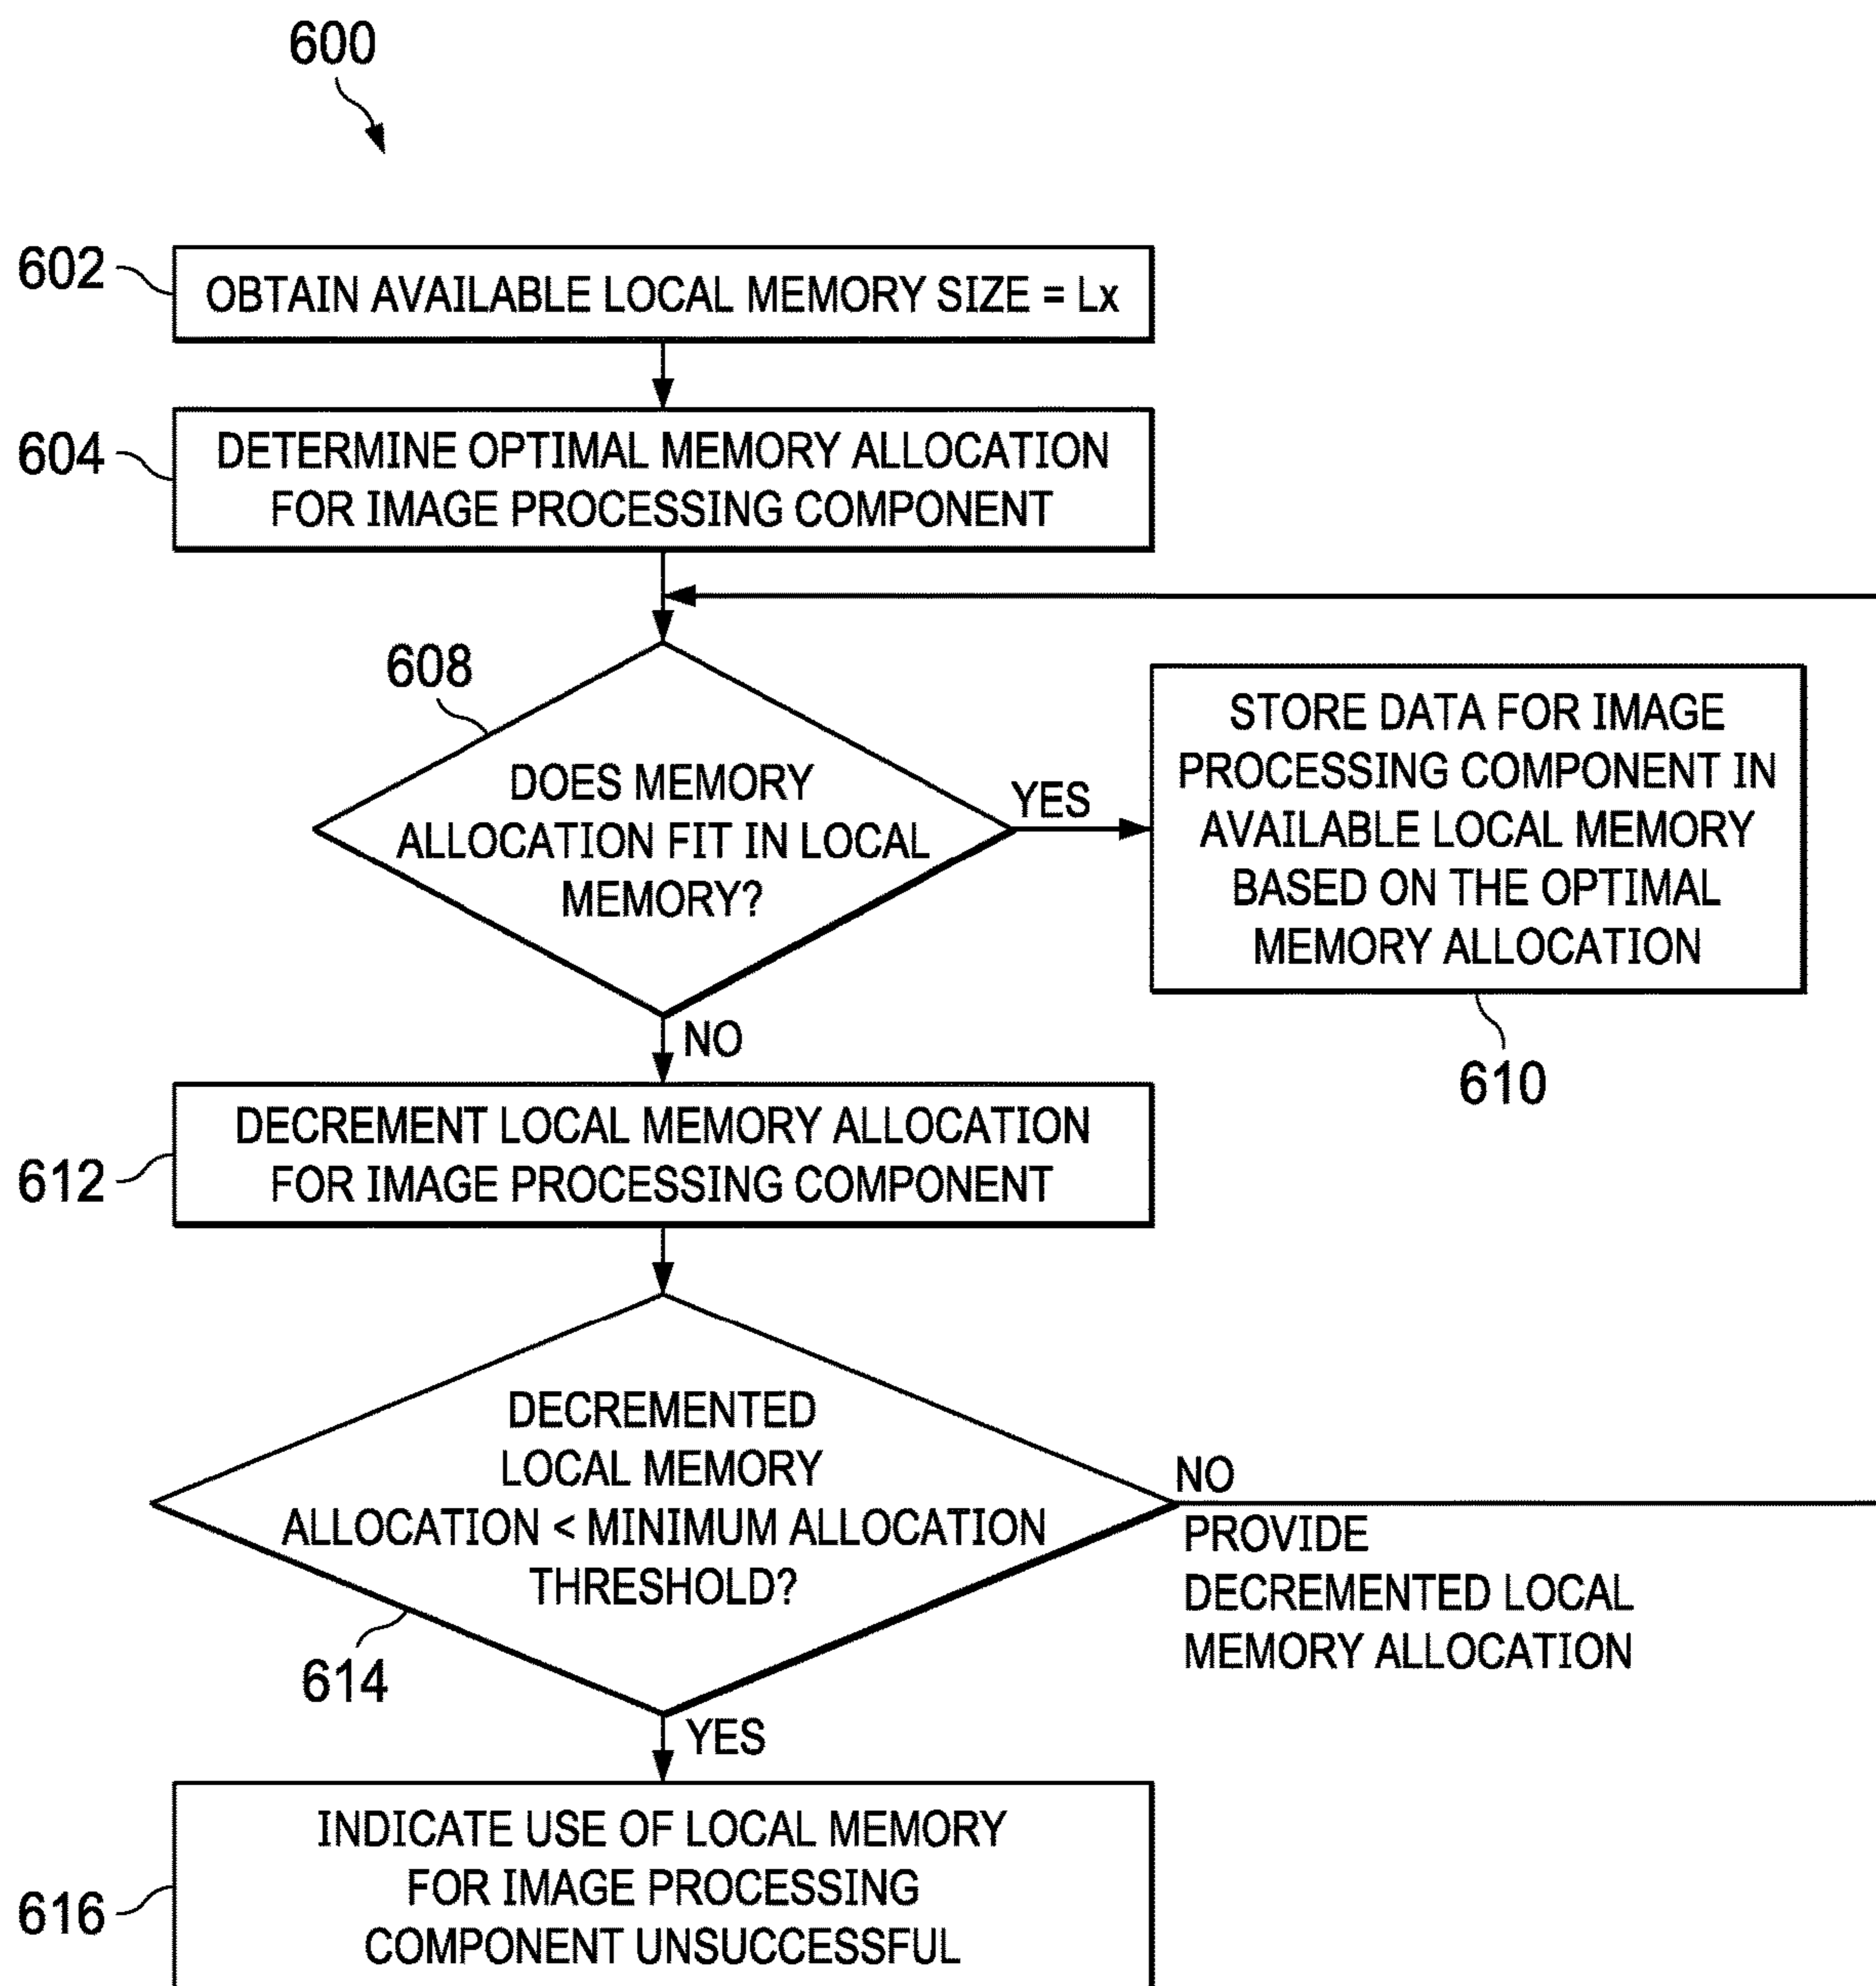 600
602
OBTAIN AVAILABLE LOCAL MEMORY SIZE = Lx
604
DETERMINE OPTIMAL MEMORY ALLOCATION
FOR IMAGE PROCESSING COMPONENT
608
DOES MEMORY
ALLOCATION FIT IN LOCAL
MEMORY?
YES
STORE DATA FOR IMAGE
PROCESSING COMPONENT IN
AVAILABLE LOCAL MEMORY
BASED ON THE OPTIMAL
MEMORY ALLOCATION
610
NO
612
DECREMENT LOCAL MEMORY ALLOCATION
FOR IMAGE PROCESSING COMPONENT
DECREMENTED
LOCAL MEMORY
ALLOCATION < MINIMUM ALLOCATION
THRESHOLD?
614
NO
PROVIDE
DECREMENTED LOCAL
MEMORY ALLOCATION
YES
616
INDICATE USE OF LOCAL MEMORY
FOR IMAGE PROCESSING
COMPONENT UNSUCCESSFUL